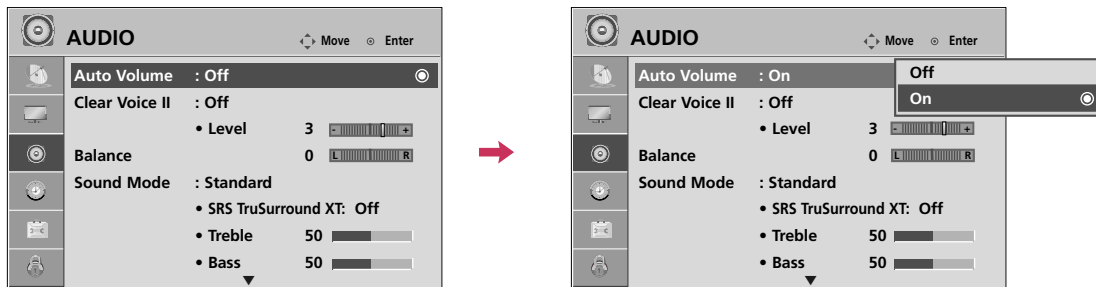 AUDIO Move Enter
Auto Volume : Off
Clear Voice II : Off
• Level 3 - +
Balance 0 L R
Sound Mode : Standard
• SRS TruSurround XT: Off
• Treble 50
• Bass 50
AUDIO Move Enter
Auto Volume : On
Off
On
Clear Voice II : Off
• Level 3 - +
Balance 0 L R
Sound Mode : Standard
• SRS TruSurround XT: Off
• Treble 50
• Bass 50